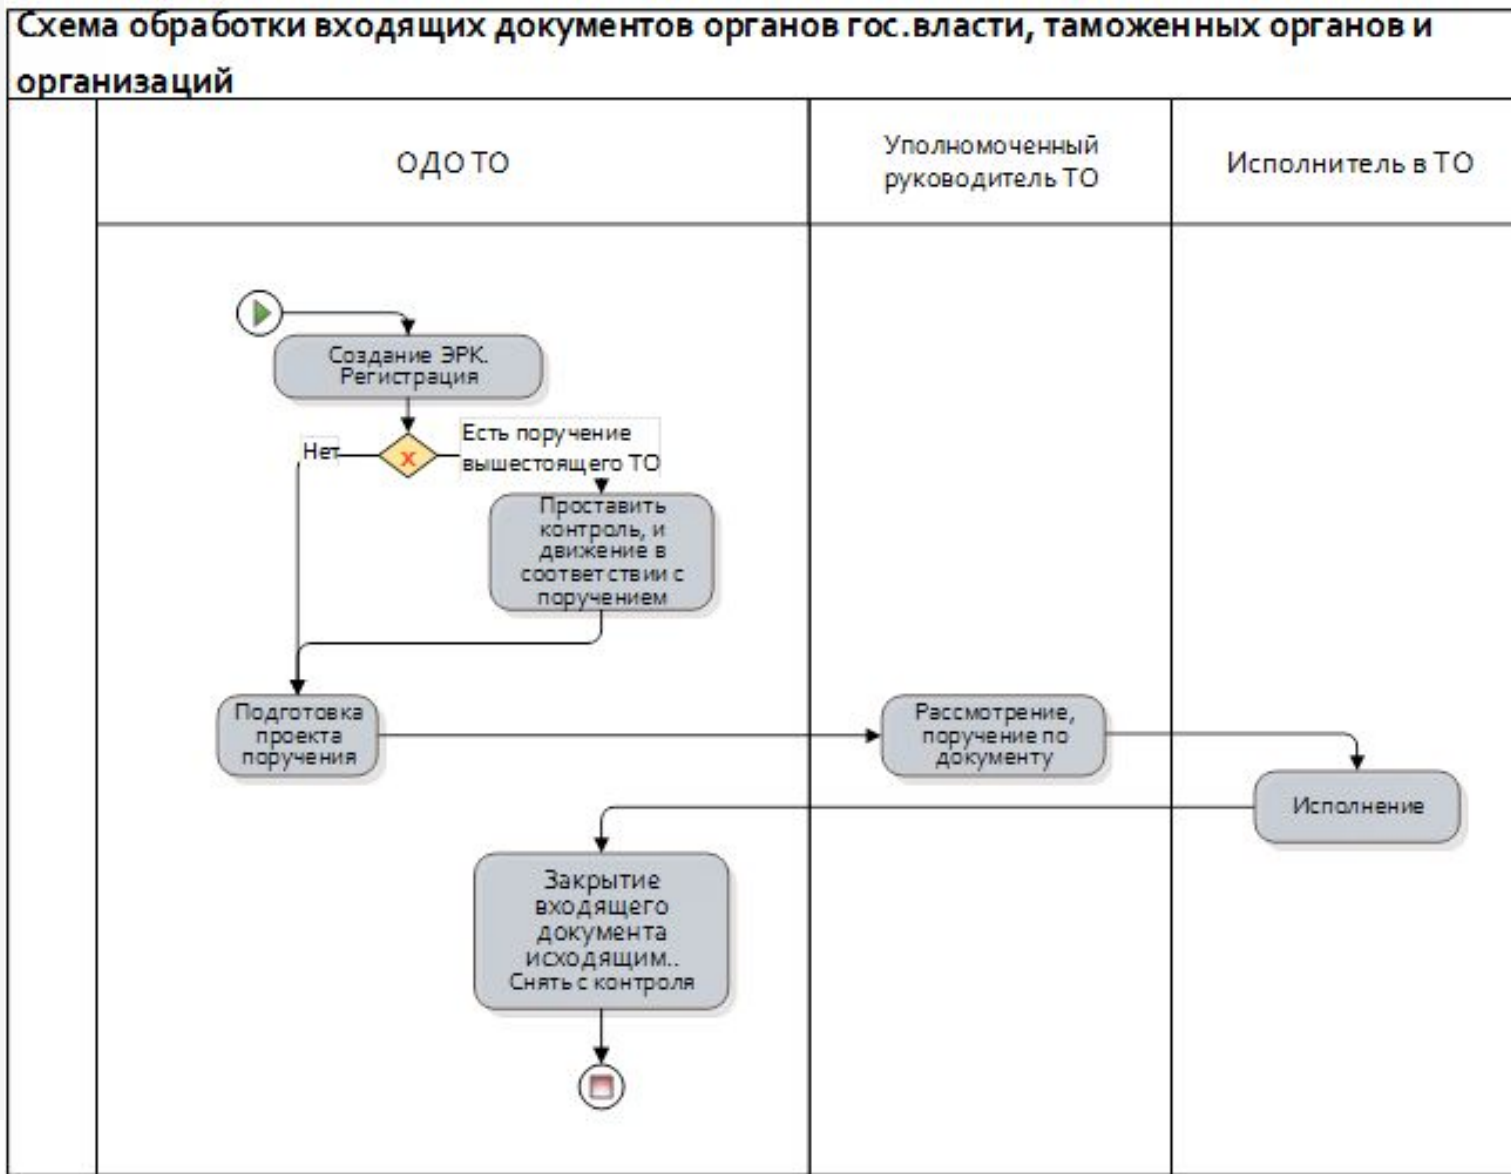 Схема обработки входящих документов органов гос.власти, таможенных органов и
организаций
ОДО ТО
Уполномоченный
руководитель ТО
Исполнитель в ТО
Создание ЭРК.
Регистрация
Нет
x
Есть поручение
вышестоящего ТО
Проставить
контроль, и
движение в
соответствии с
поручением
Подготовка
проекта
поручения
Рассмотрение,
поручение по
документу
Исполнение
Закрытие
входящего
документа
исходящим..
Снять с контроля